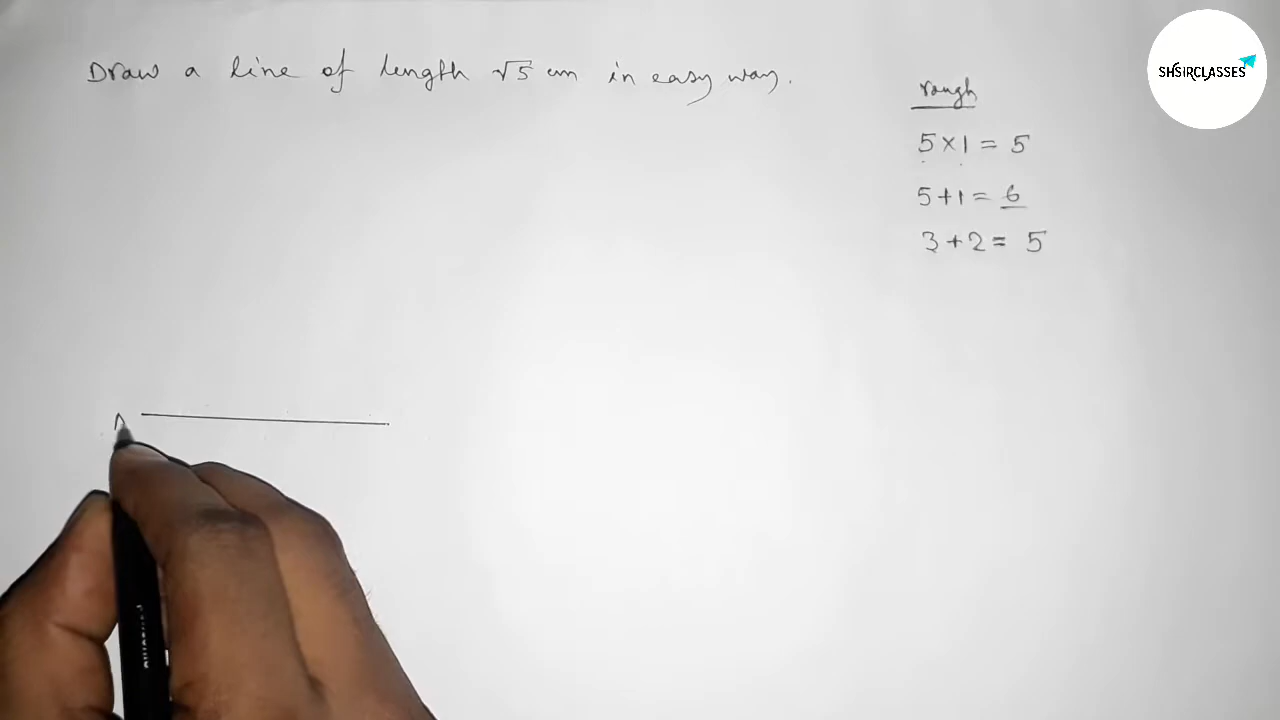 Draw a line of length √5 cm in easy way.
SHSIRCLASSES
rough
5 × 1 = 5
5 + 1 = 6
3 + 2 = 5
A